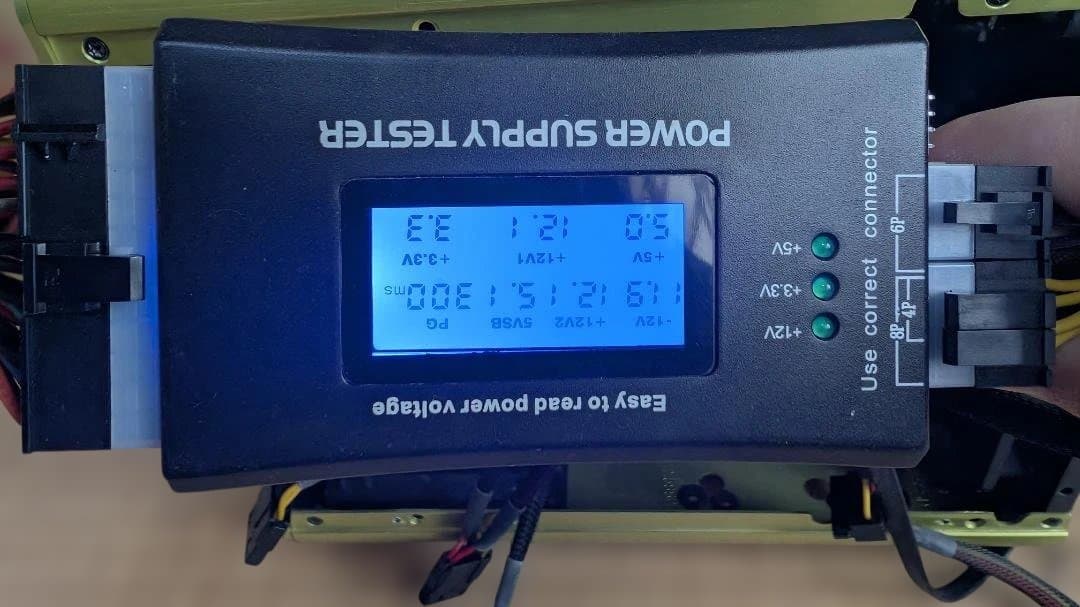 Easy to read power voltage
-12V +12V2 5VSB PG
11.9 12.1 5.1 300ms
+5V +12V1 +3.3V
5.0 12.1 3.3
POWER SUPPLY TESTER
+12V
+3.3V
+5V
Use correct connector
8P 4P 6P